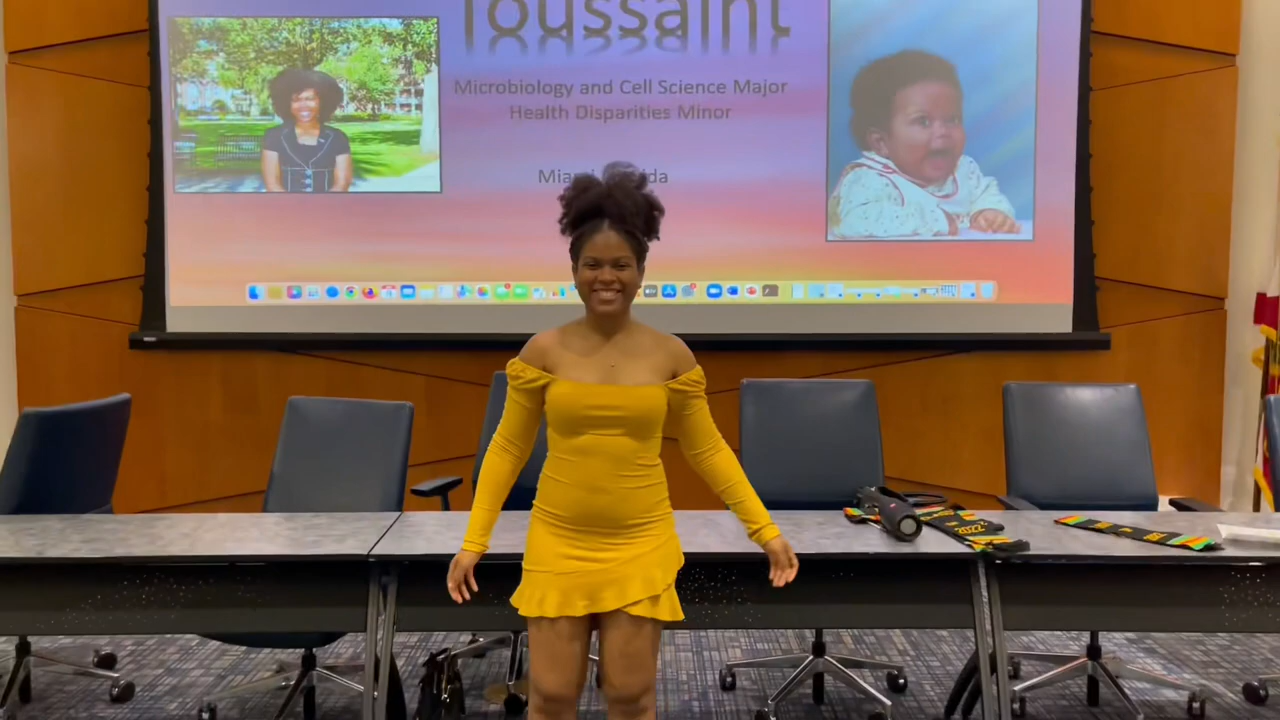 Toussaint
Microbiology and Cell Science Major
Health Disparities Minor
2022